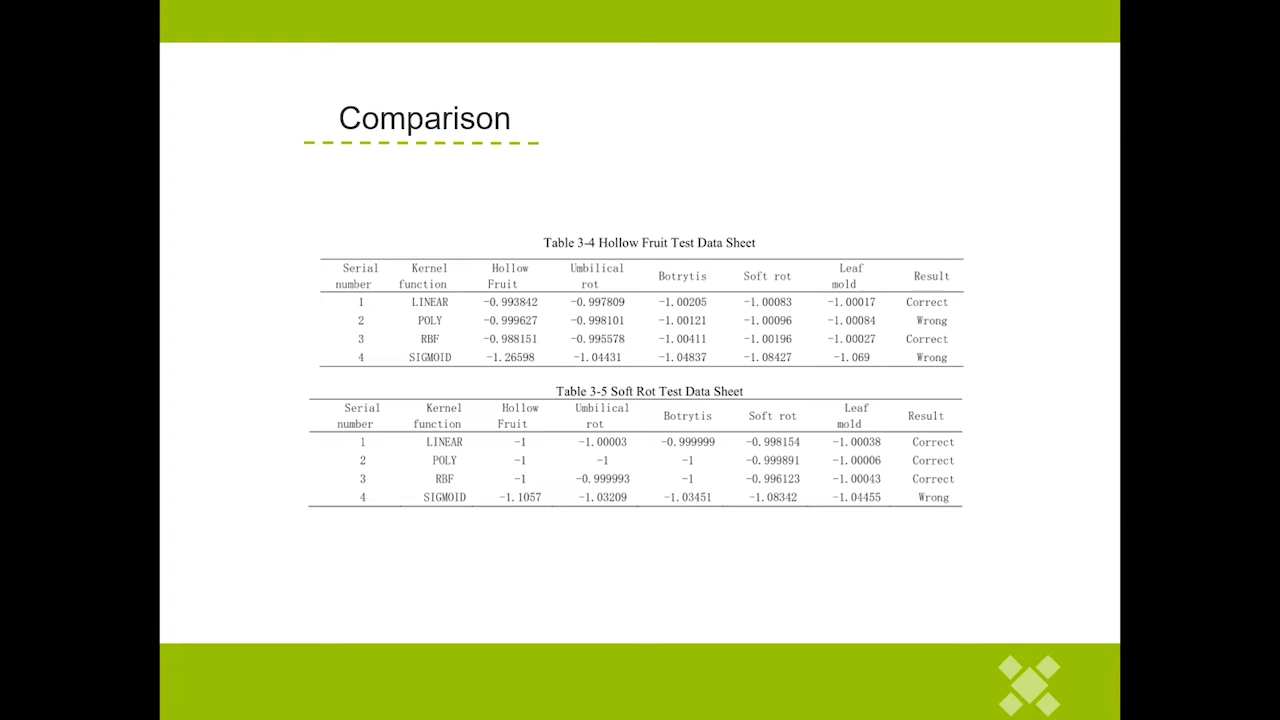 Comparison
Table 3-4 Hollow Fruit Test Data Sheet
Serial number Kernel function Hollow Fruit Umbilical rot Botrytis Soft rot Leaf mold Result
1 LINEAR -0.993842 -0.997809 -1.00205 -1.00083 -1.00017 Correct
2 POLY -0.999627 -0.998101 -1.00121 -1.00096 -1.00084 Wrong
3 RBF -0.988151 -0.995578 -1.00411 -1.00196 -1.00027 Correct
4 SIGMOID -1.26598 -1.04431 -1.04837 -1.08427 -1.069 Wrong
Table 3-5 Soft Rot Test Data Sheet
Serial number Kernel function Hollow Fruit Umbilical rot Botrytis Soft rot Leaf mold Result
1 LINEAR -1 -1.00003 -0.999999 -0.998154 -1.00038 Correct
2 POLY -1 -1 -1 -0.999891 -1.00006 Correct
3 RBF -1 -0.999993 -1 -0.996123 -1.00043 Correct
4 SIGMOID -1.1057 -1.03209 -1.03451 -1.08342 -1.04455 Wrong